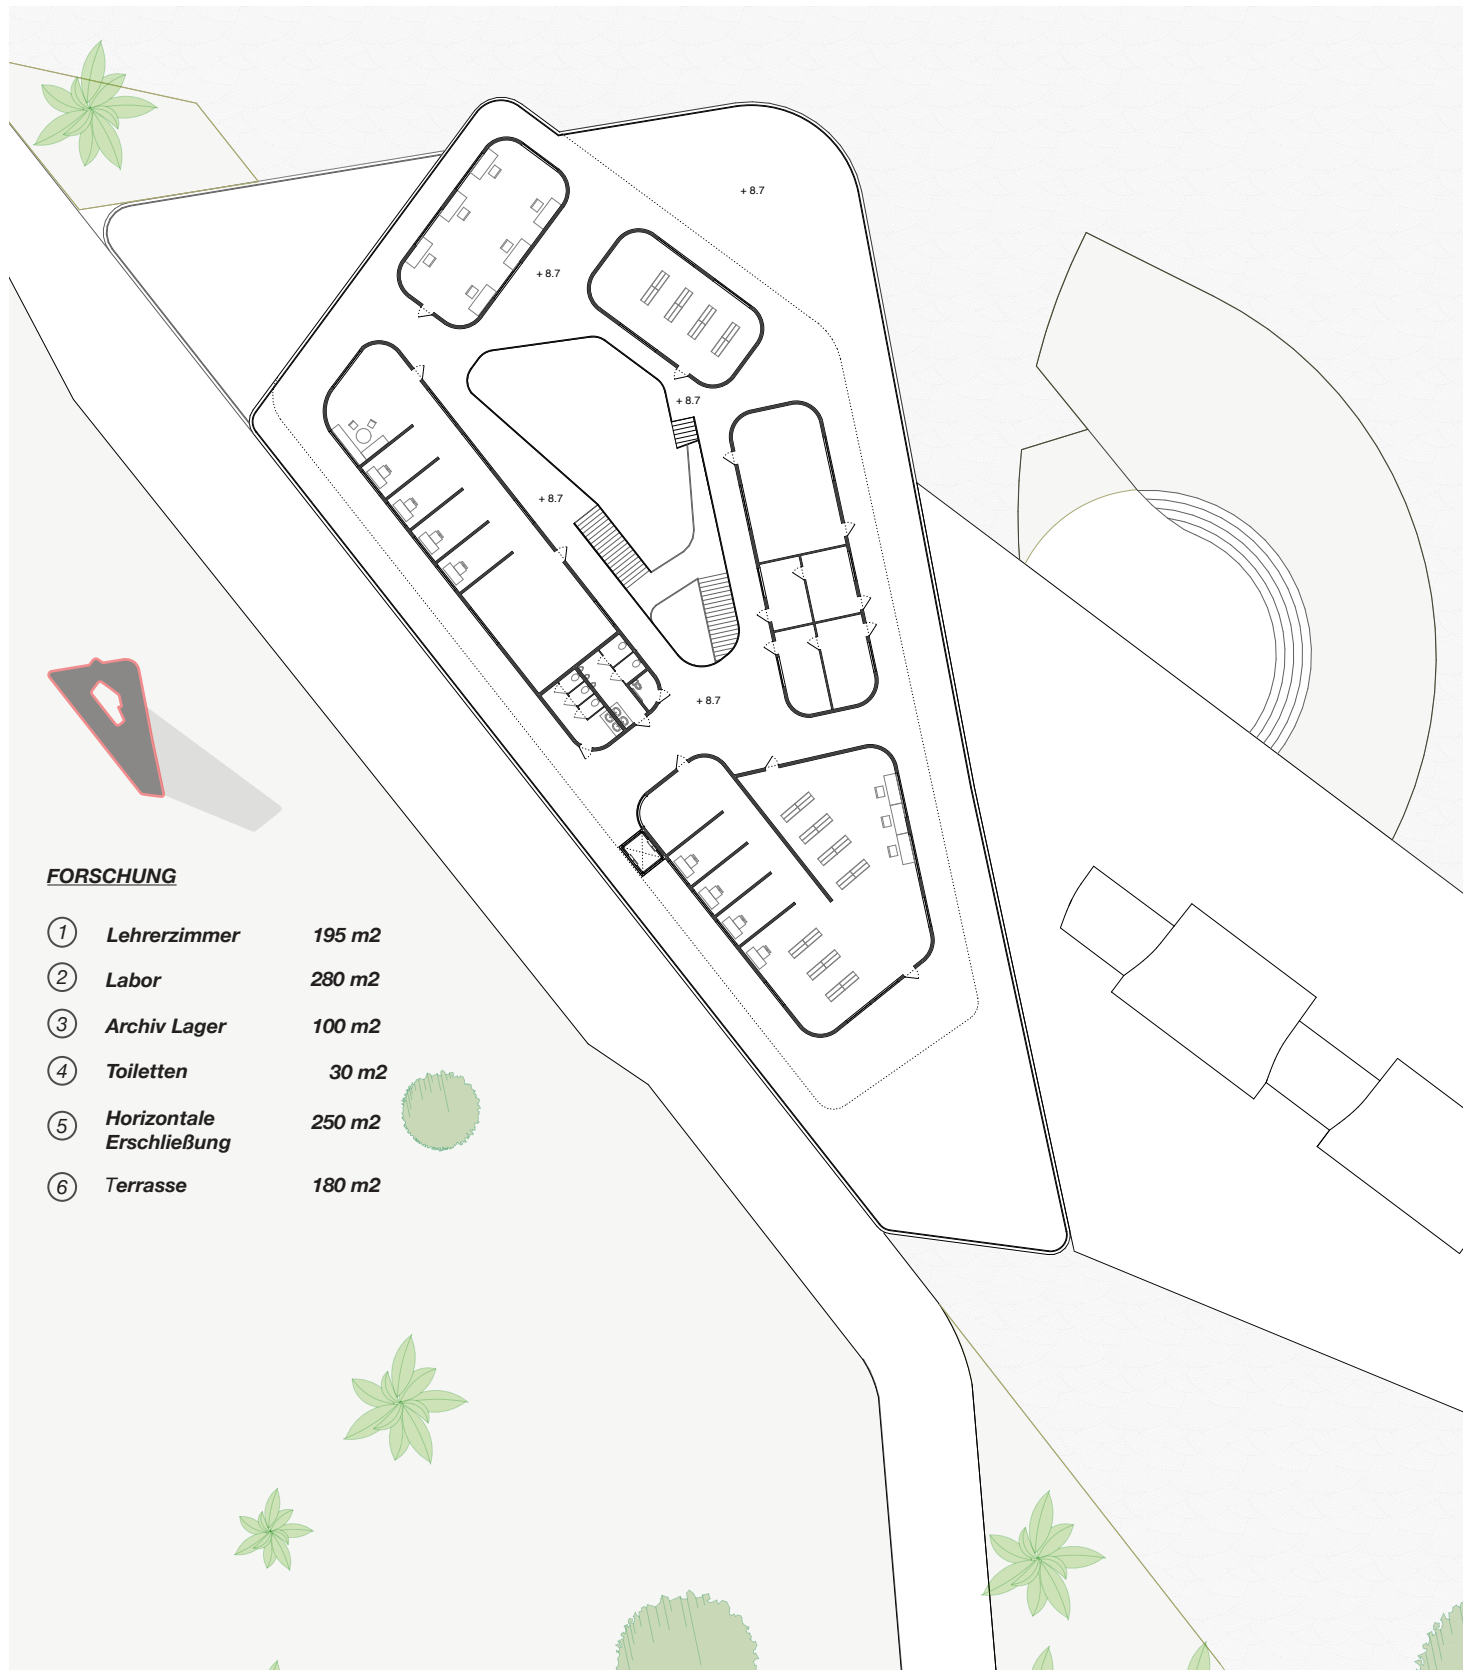 + 8.7
+ 8.7
+ 8.7
+ 8.7
+ 8.7
FORSCHUNG
1 Lehrerzimmer 195 m2
2 Labor 280 m2
3 Archiv Lager 100 m2
4 Toiletten 30 m2
5 Horizontale
Erschließung 250 m2
6 Terrasse 180 m2